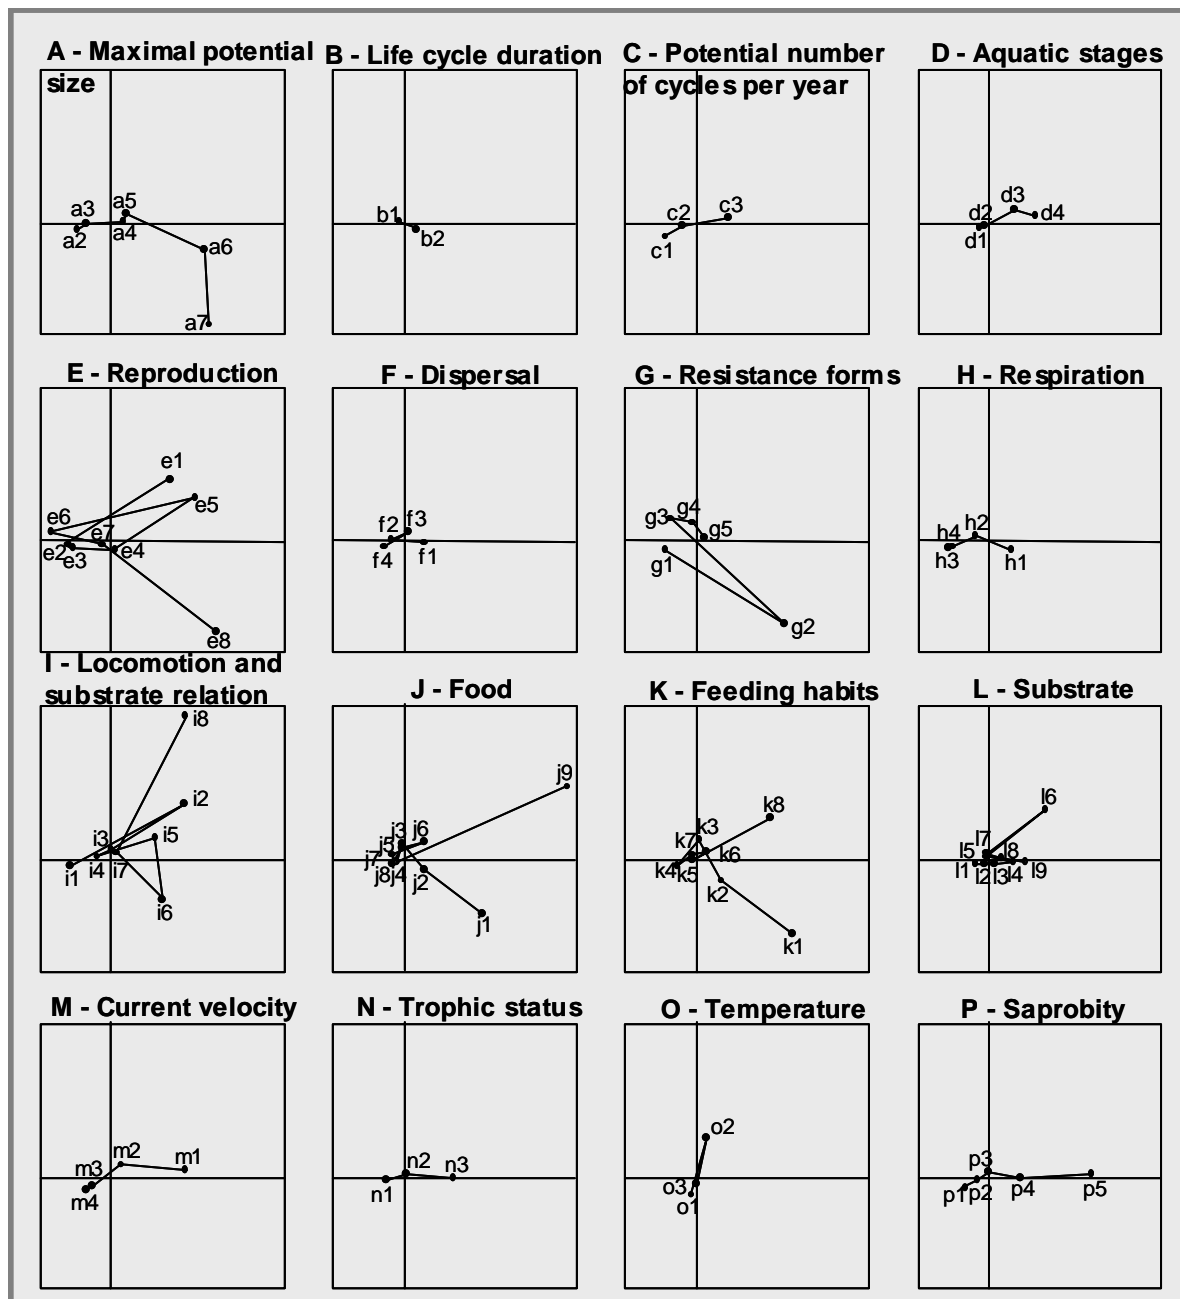 A - Maximal potential
size
B - Life cycle duration
C - Potential number
of cycles per year
D - Aquatic stages
a3
a5
a2
a4
a6
a7
b1
b2
c2
c3
c1
d3
d2
d4
d1
E - Reproduction
F - Dispersal
G - Resistance forms
H - Respiration
e1
e5
e6
e7
e2
e3
e4
e8
f3
f2
f4
f1
g4
g3
g5
g1
g2
h2
h4
h3
h1
I - Locomotion and
substrate relation
J - Food
K - Feeding habits
L - Substrate
i8
i2
i3
i5
i4
i7
i1
i6
j9
j3
j6
j5
j7
j8
j4
j2
j1
k8
k3
k7
k6
k4
k5
k2
k1
l6
l7
l5
l8
l1
l2
l3
l4
l9
M - Current velocity
N - Trophic status
O - Temperature
P - Saprobity
m2
m1
m3
m4
n2
n3
n1
o2
o3
o1
p3
p1
p2
p4
p5